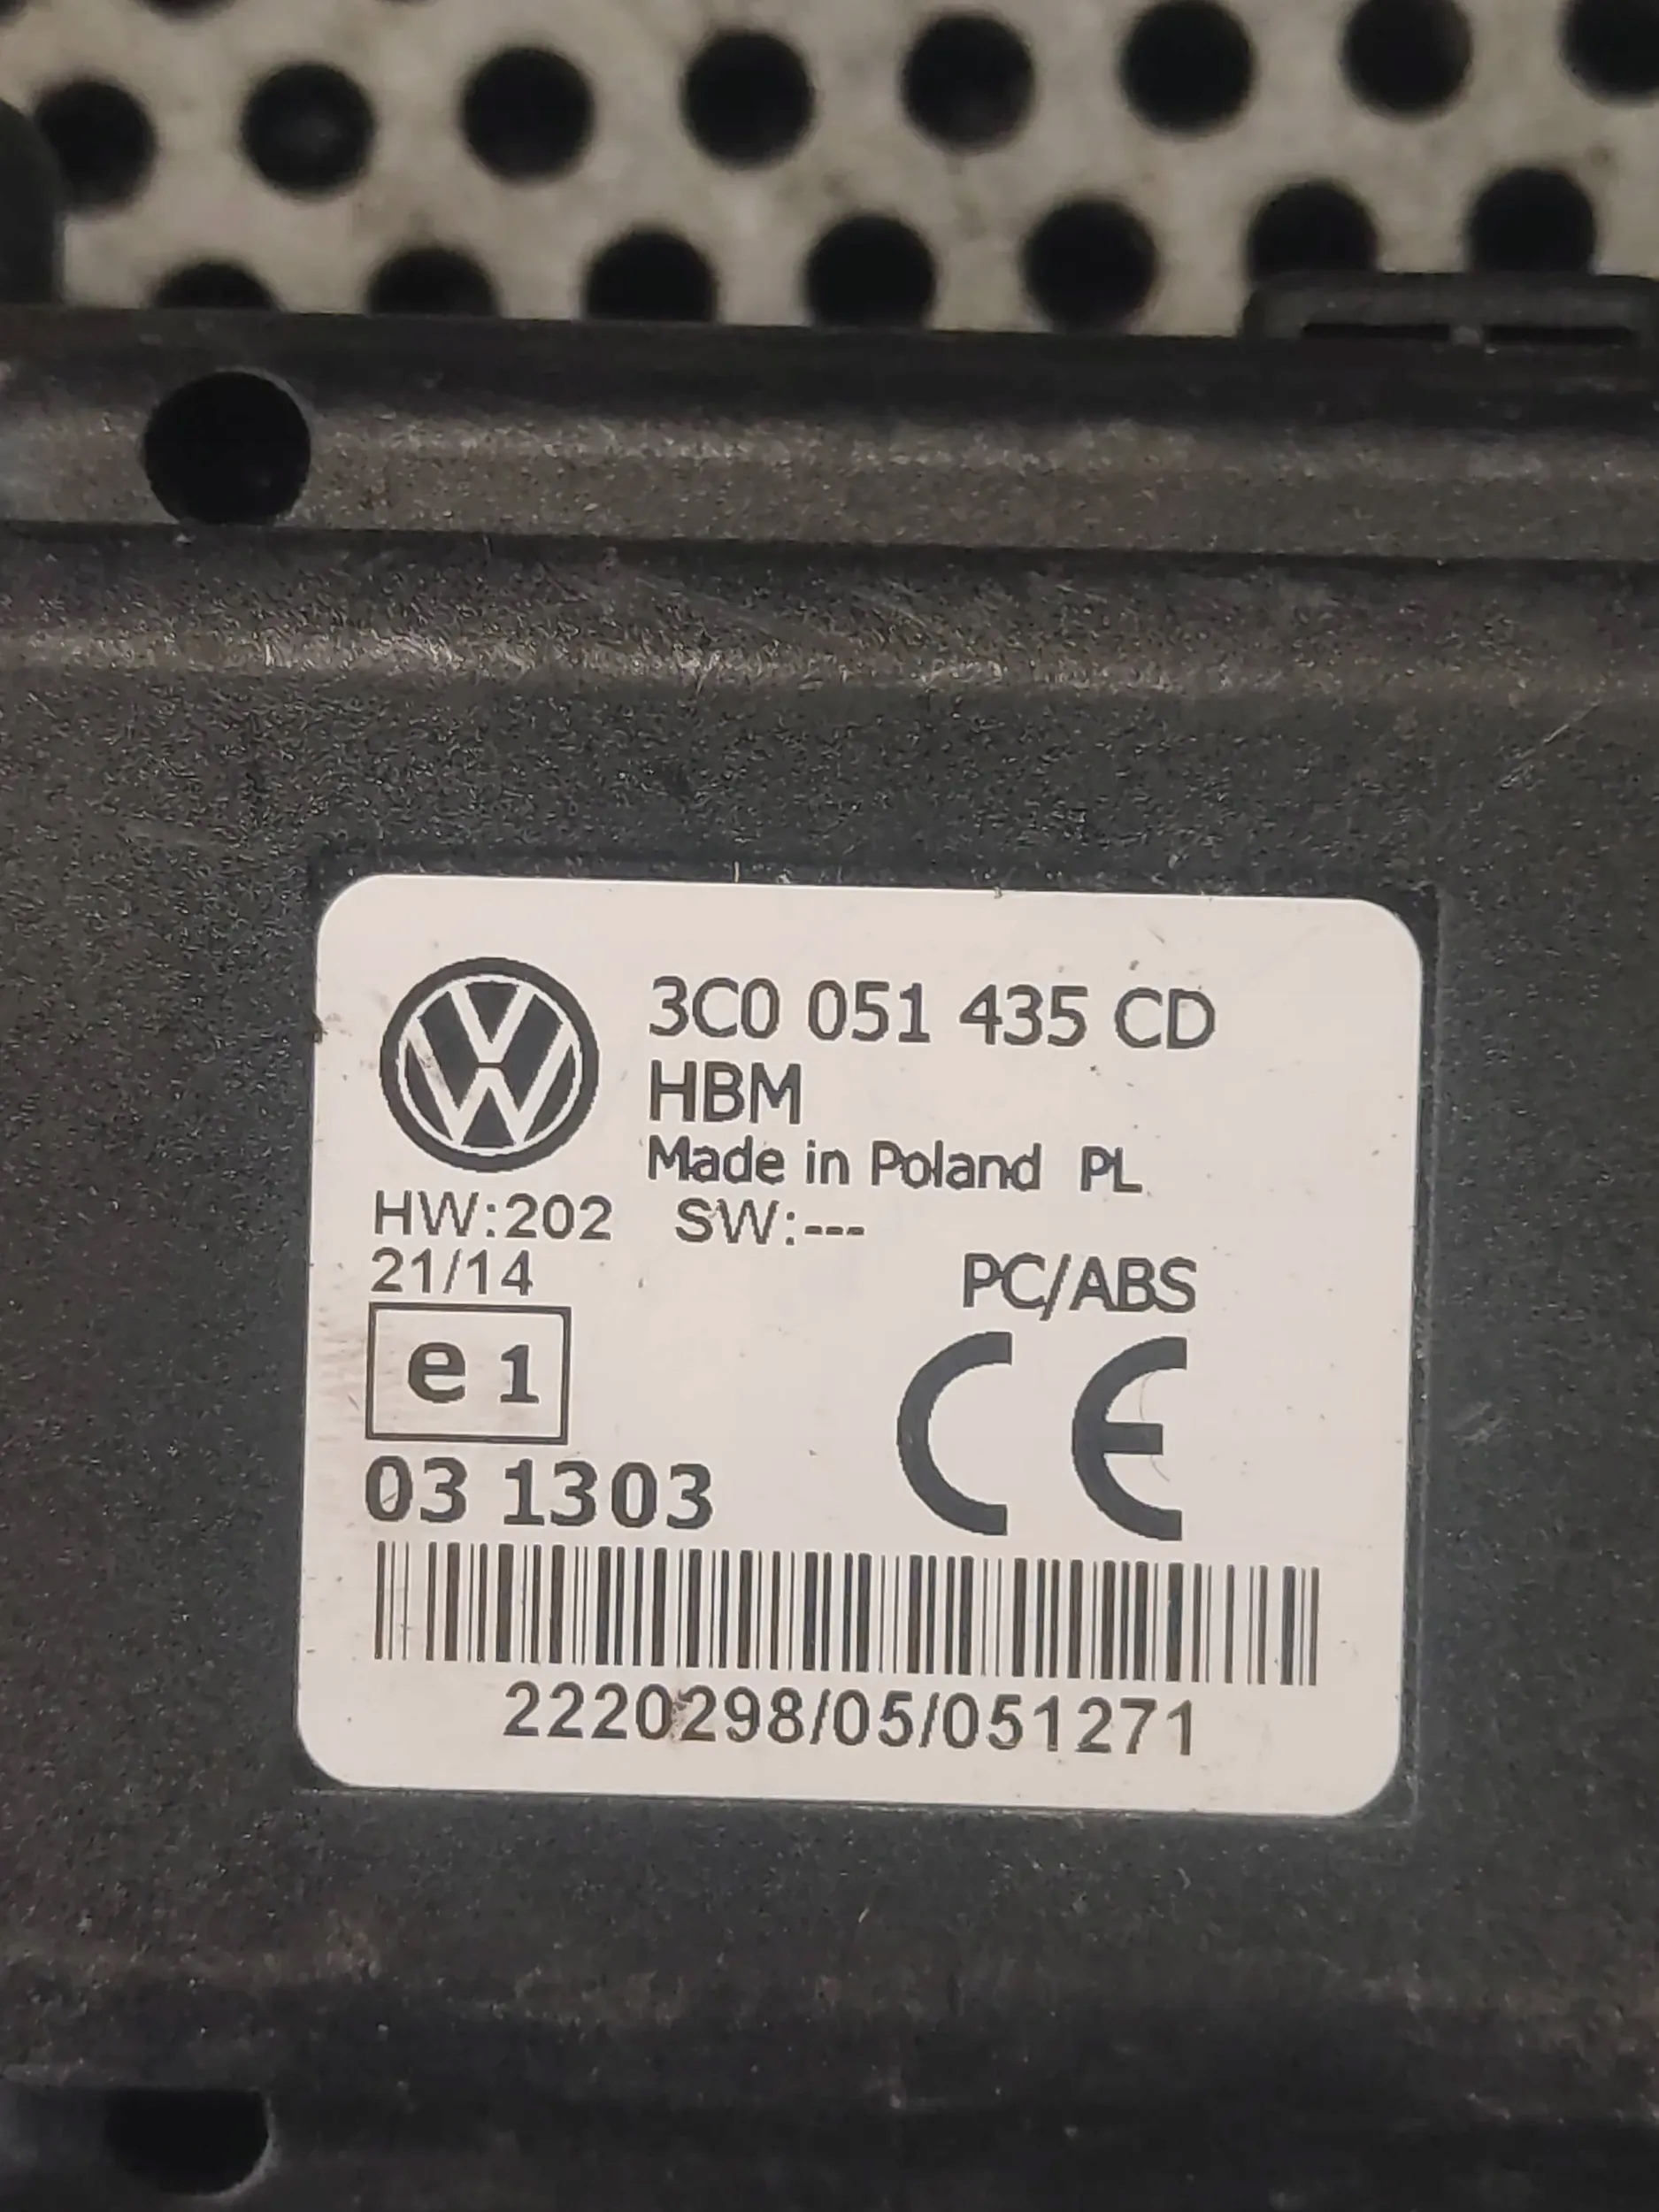 3C0 051 435 CD
HBM
Made in Poland PL
HW:202 SW:---
21/14
PC/ABS
e 1
CE
03 1303
2220298/05/051271